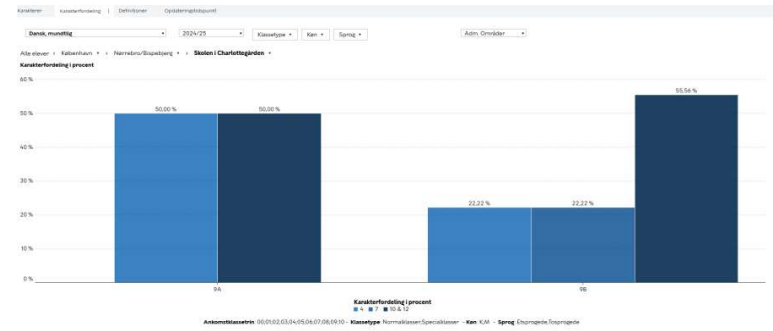 Karakterer Karakterfordeling | Definitioner Opdateringstidspunkt
Dansk, mundtlig 2024/25 Klassetype Køn Sprog Adm. Områder
Alle elever København Nørrebro/Bispebjerg Skolen i Charlottegården
Karakterfordeling i procent
60 %
55,56 %
50 %
50,00 % 50,00 %
40 %
30 %
22,22 % 22,22 %
20 %
10 %
0 %
9A 9B
Karakterfordeling i procent
4 7 10 & 12
Ankomstklassetrin: 00;01;02;03;04;05;06;07;08;09;10 - Klassetype: Normalklasser;Specialklasser - Køn: K;M - Sprog: Etsprogede;Tosprogede